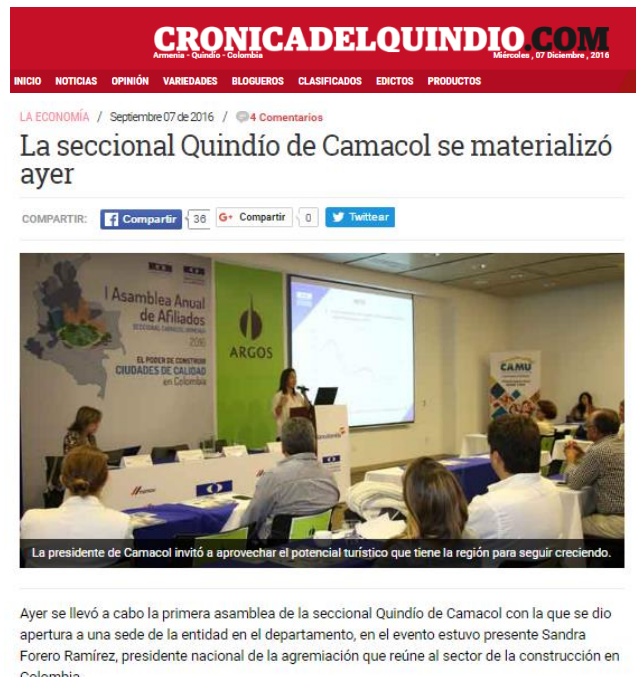 CRONICADELQUINDIO.COM
Armenia - Quindío - Colombia
Miércoles , 07 Diciembre , 2016
INICIO NOTICIAS OPINIÓN VARIEDADES BLOGUEROS CLASIFICADOS EDICTOS PRODUCTOS
LA ECONOMÍA / Septiembre 07 de 2016 / 4 Comentarios
La seccional Quindío de Camacol se materializó
ayer
COMPARTIR: Compartir 36 G+ Compartir 0 Twittear
I Asamblea Anual
de Afiliados
SECCIONAL CAMACOL ARMENIA
2016
EL PODER DE CONSTRUIR
CIUDADES DE CALIDAD
en Colombia
ARGOS
CAMU
La presidente de Camacol invitó a aprovechar el potencial turístico que tiene la región para seguir creciendo.
Ayer se llevó a cabo la primera asamblea de la seccional Quindío de Camacol con la que se dio
apertura a una sede de la entidad en el departamento, en el evento estuvo presente Sandra
Forero Ramírez, presidente nacional de la agremiación que reúne al sector de la construcción en
Colombia